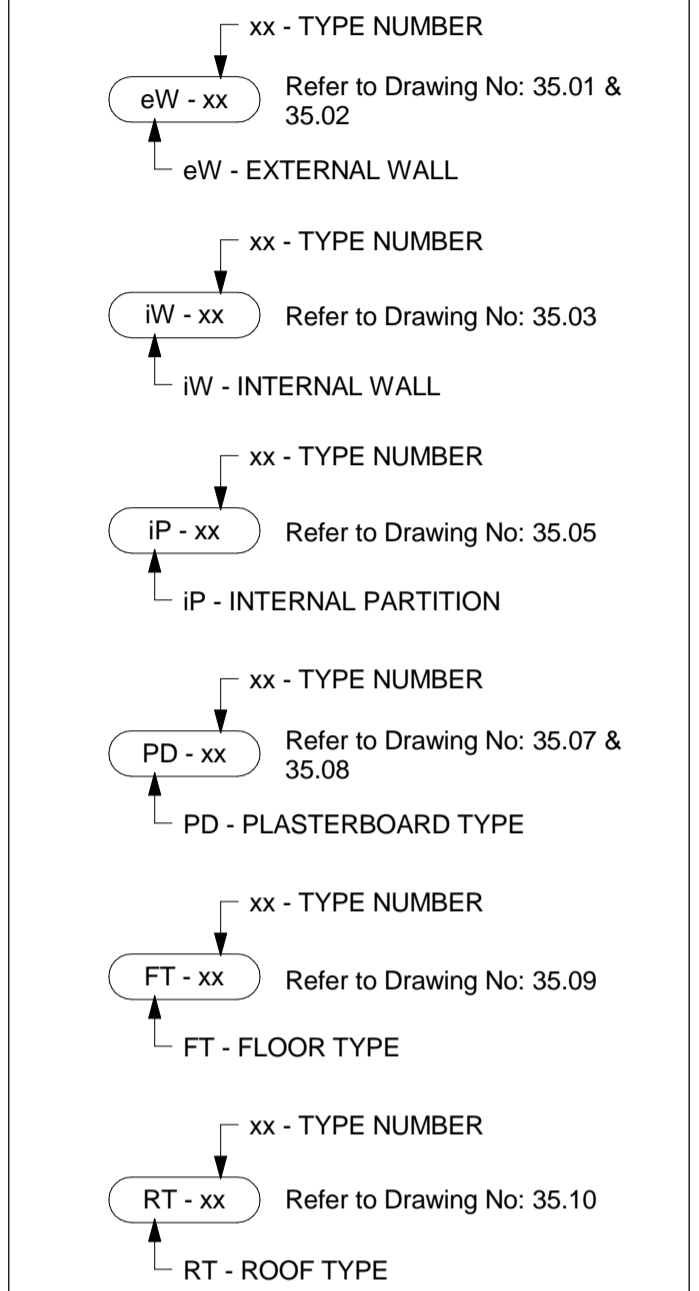 xx - TYPE NUMBER
eW - xx
Refer to Drawing No: 35.01 &
35.02
eW - EXTERNAL WALL
xx - TYPE NUMBER
iW - xx
Refer to Drawing No: 35.03
iW - INTERNAL WALL
xx - TYPE NUMBER
iP - xx
Refer to Drawing No: 35.05
iP - INTERNAL PARTITION
xx - TYPE NUMBER
PD - xx
Refer to Drawing No: 35.07 &
35.08
PD - PLASTERBOARD TYPE
xx - TYPE NUMBER
FT - xx
Refer to Drawing No: 35.09
FT - FLOOR TYPE
xx - TYPE NUMBER
RT - xx
Refer to Drawing No: 35.10
RT - ROOF TYPE